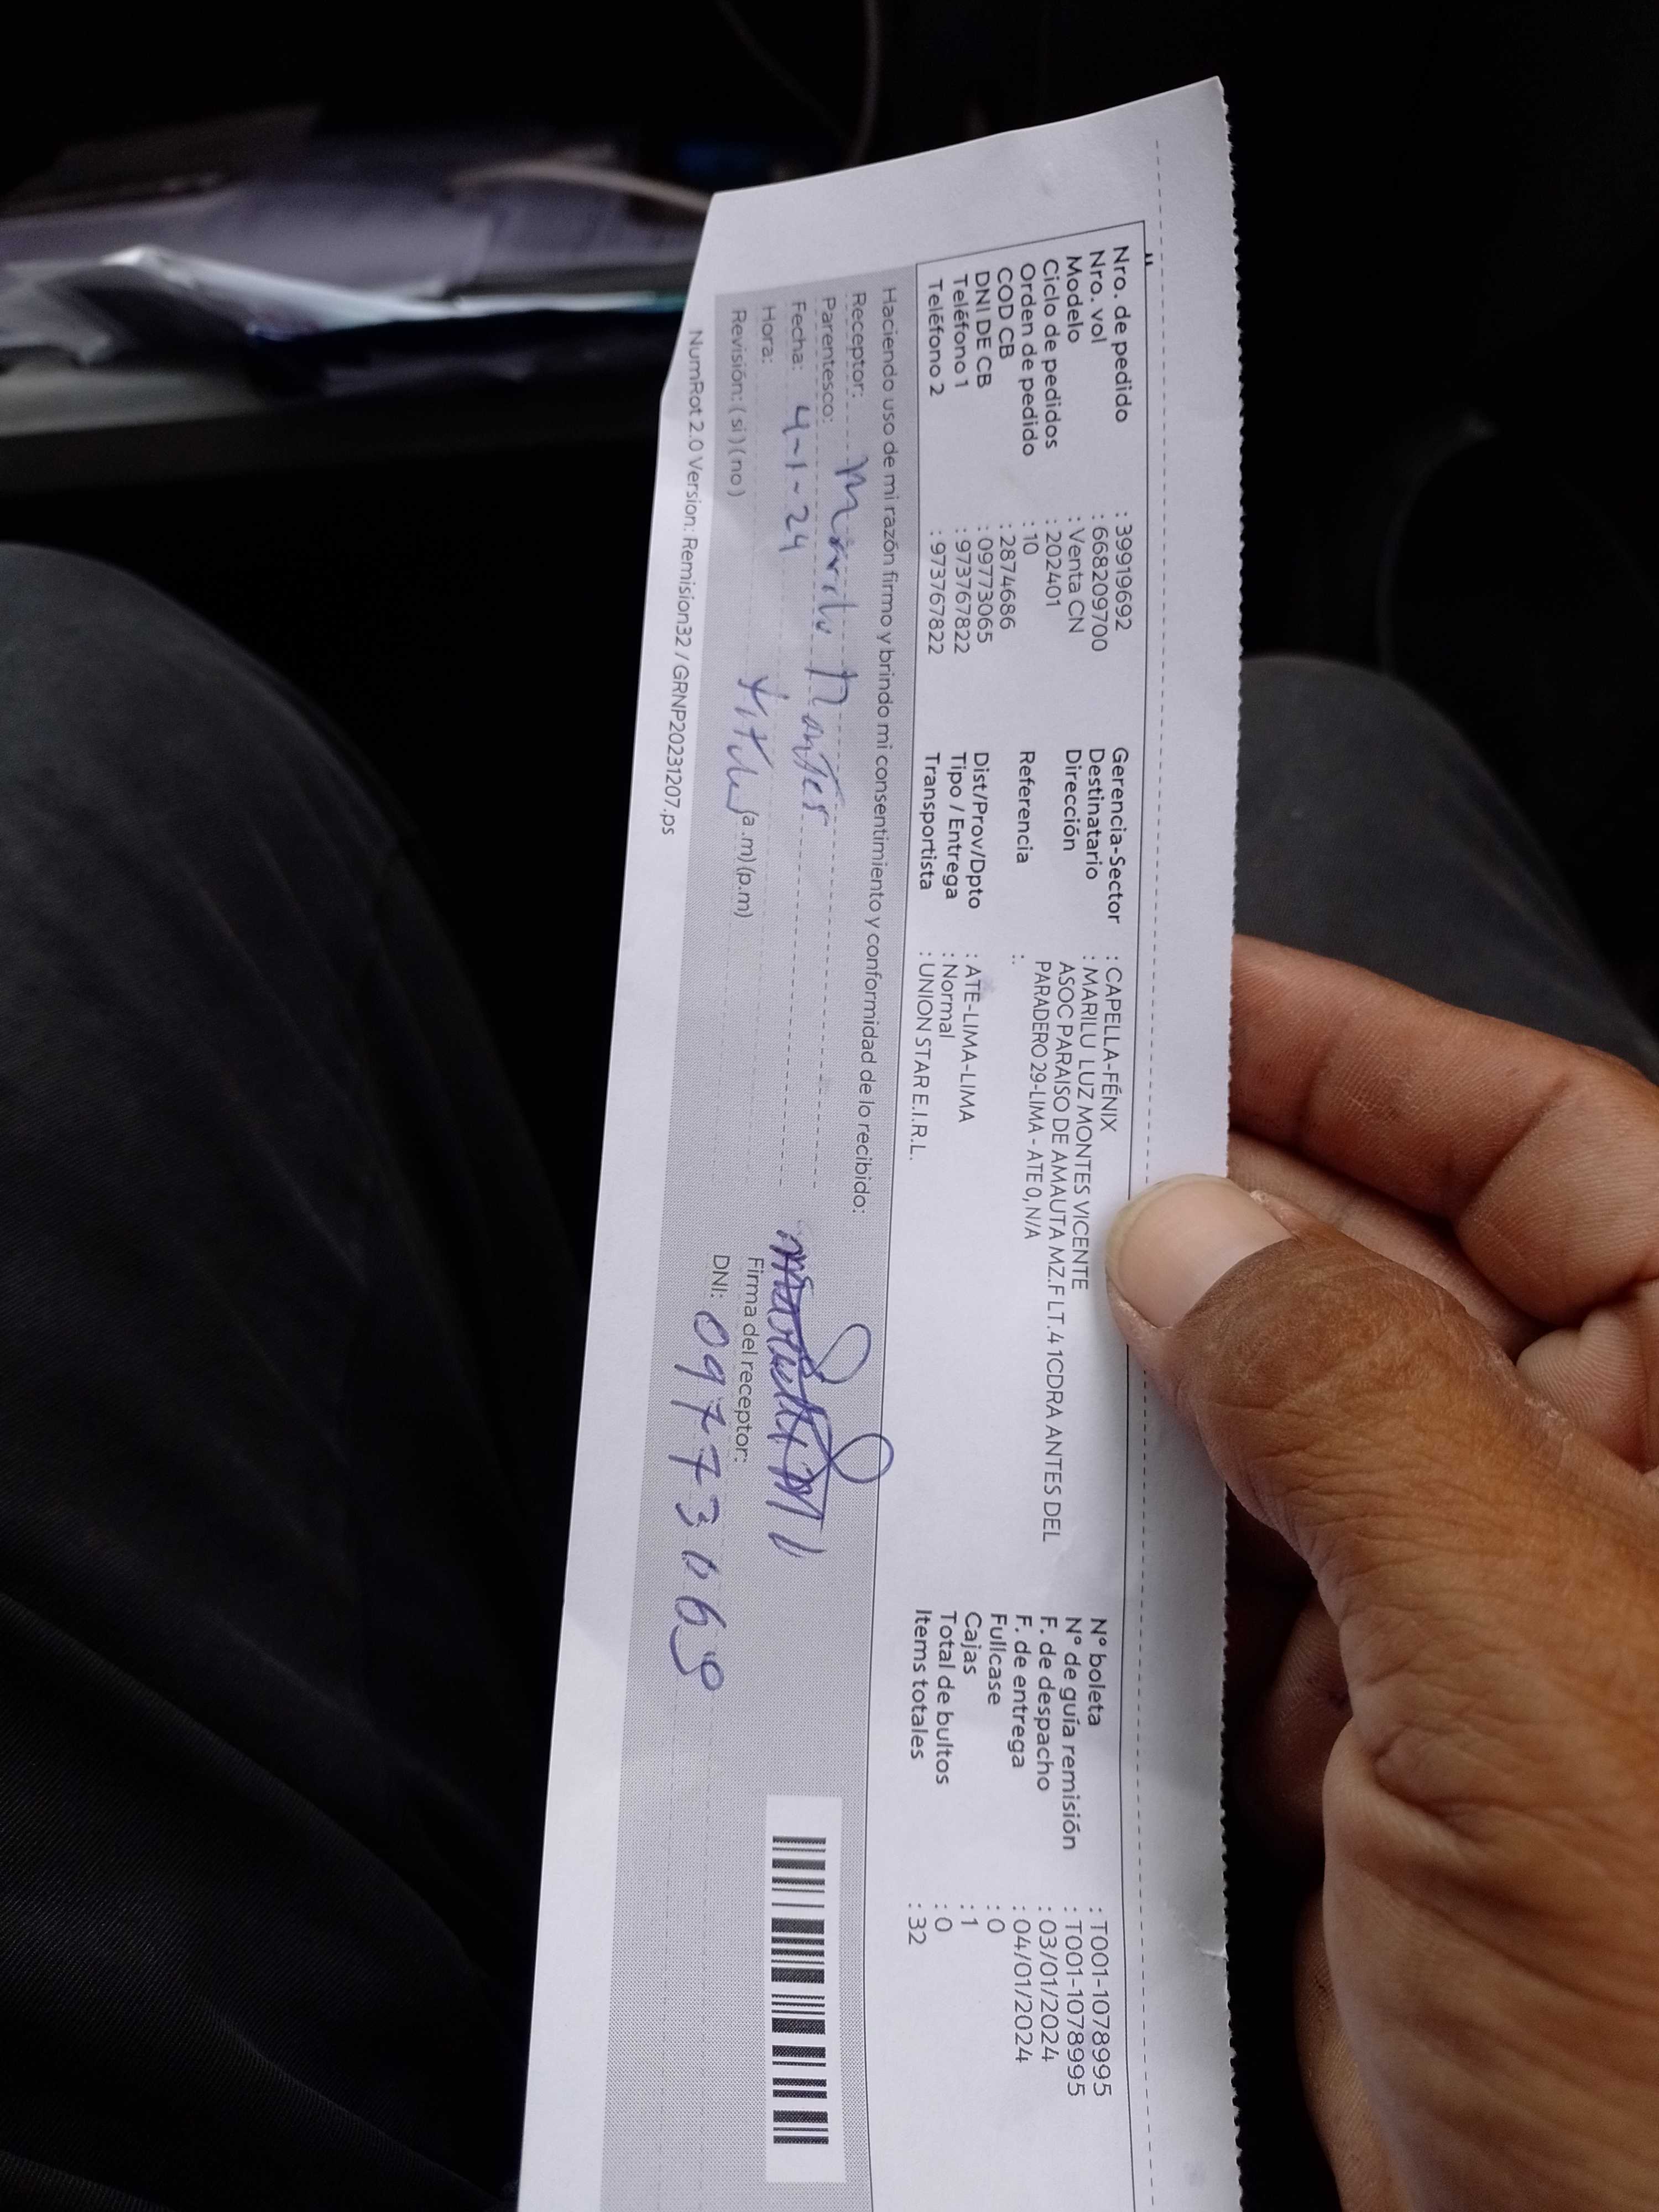 Nro. de pedido : 39919692 Gerencia-Sector : CAPELLA-FÉNIX N° boleta : T001-1078995
Nro. vol : 668209700 Destinatario : MARILU LUZ MONTES VICENTE N° de guía remisión : T001-1078995
Modelo : Venta CN Dirección ASOC PARAISO DE AMAUTA MZ.F LT.4 1CDRA ANTES DEL F. de despacho : 03/01/2024
Ciclo de pedidos : 202401 PARADERO 29-LIMA - ATE 0, N/A F. de entrega : 04/01/2024
Orden de pedido : 10 Referencia :. Fullcase : 0
COD CB : 2874686 Cajas : 1
DNI DE CB : 09773065 Dist/Prov/Dpto : ATE-LIMA-LIMA Total de bultos : 0
Teléfono 1 : 973767822 Tipo / Entrega : Normal Items totales : 32
Teléfono 2 : 973767822 Transportista : UNION STAR E.I.R.L.
Haciendo uso de mi razón firmo y brindo mi consentimiento y conformidad de lo recibido:
Receptor: Marilu Montes
Parentesco:
Fecha: 4-1-24
Hora: (a.m) (p.m) Firma del receptor:
Revisión: (si) (no) DNI: 09773065
NumRot 2.0 Version: Remision32 / GRNP20231207.ps